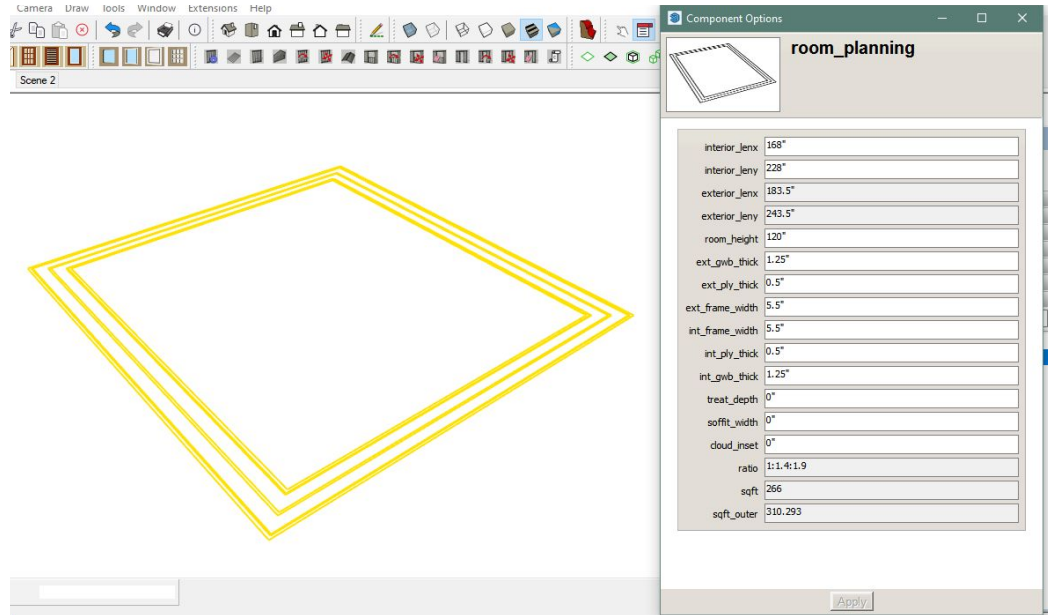 Camera Draw Tools Window Extensions Help
Scene 2
Component Options
room_planning
interior_lenx 168"
interior_leny 228"
exterior_lenx 183.5"
exterior_leny 243.5"
room_height 120"
ext_gwb_thick 1.25"
ext_ply_thick 0.5"
ext_frame_width 5.5"
int_frame_width 5.5"
int_ply_thick 0.5"
int_gwb_thick 1.25"
treat_depth 0"
soffit_width 0"
cloud_inset 0"
ratio 1:1.4:1.9
sqft 266
sqft_outer 310.293
Apply